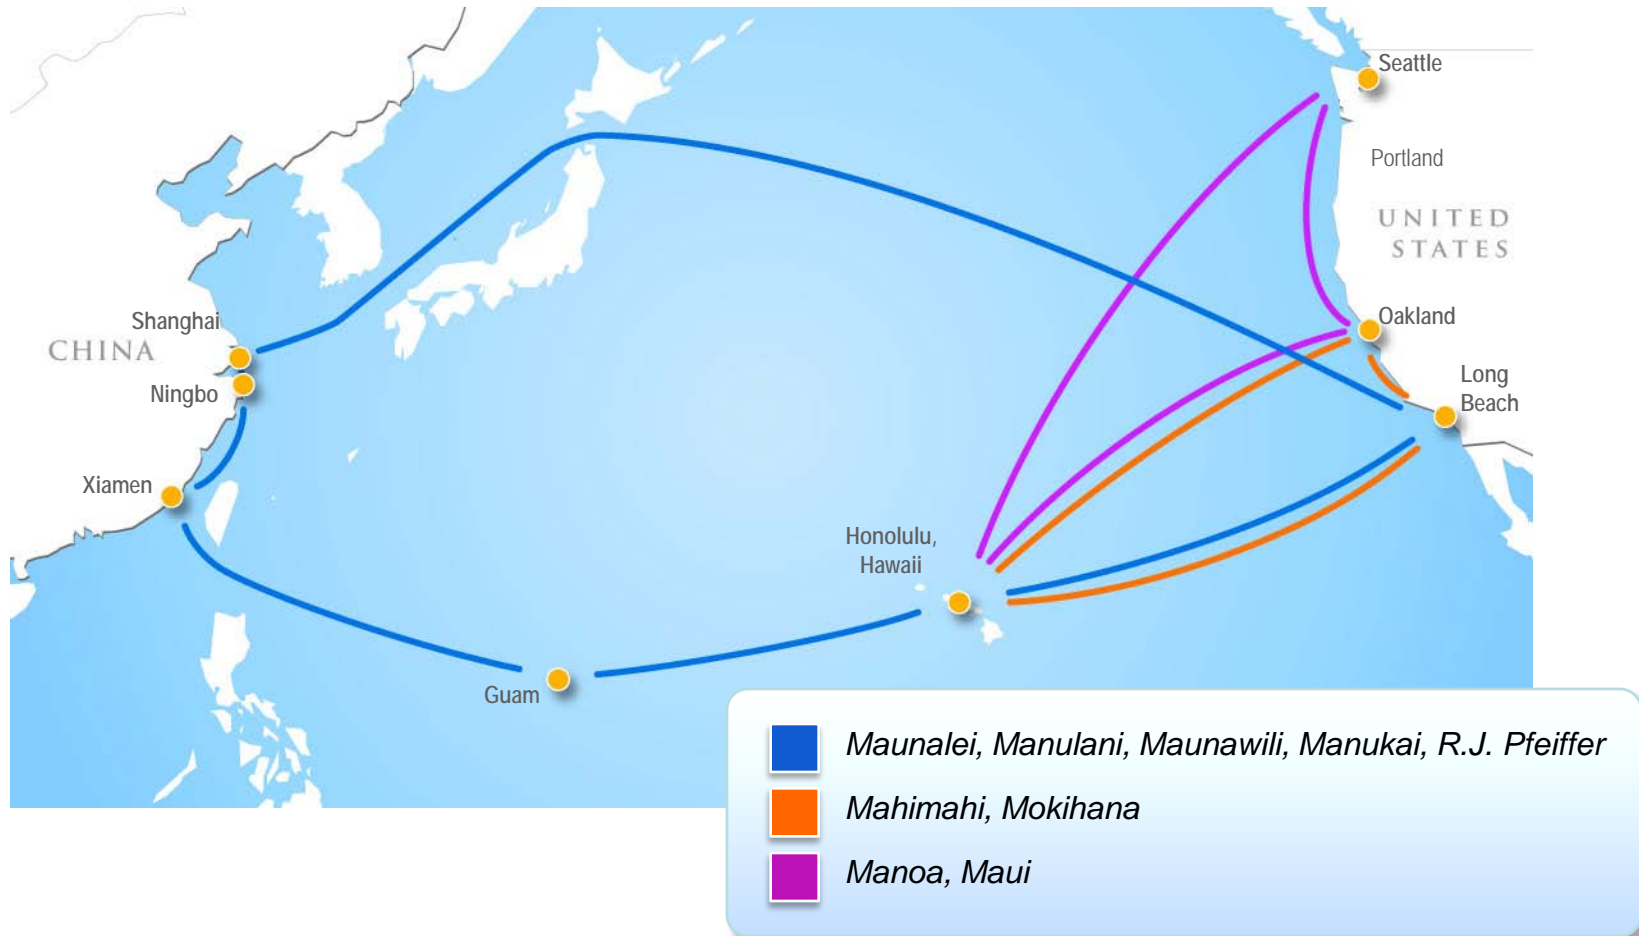 Seattle
Portland
UNITED
STATES
Shanghai
CHINA
Oakland
Ningbo
Long
Beach
Xiamen
Honolulu,
Hawaii
Guam
Maunalei, Manulani, Maunawili, Manukai, R.J. Pfeiffer
Mahimahi, Mokihana
Manoa, Maui